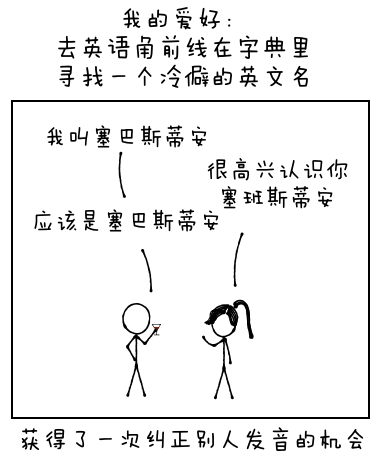 我的爱好:
去英语角前线在字典里
寻找一个冷僻的英文名
我叫塞巴斯蒂安
很高兴认识你
塞班斯蒂安
应该是塞巴斯蒂安
获得了一次纠正别人发音的机会